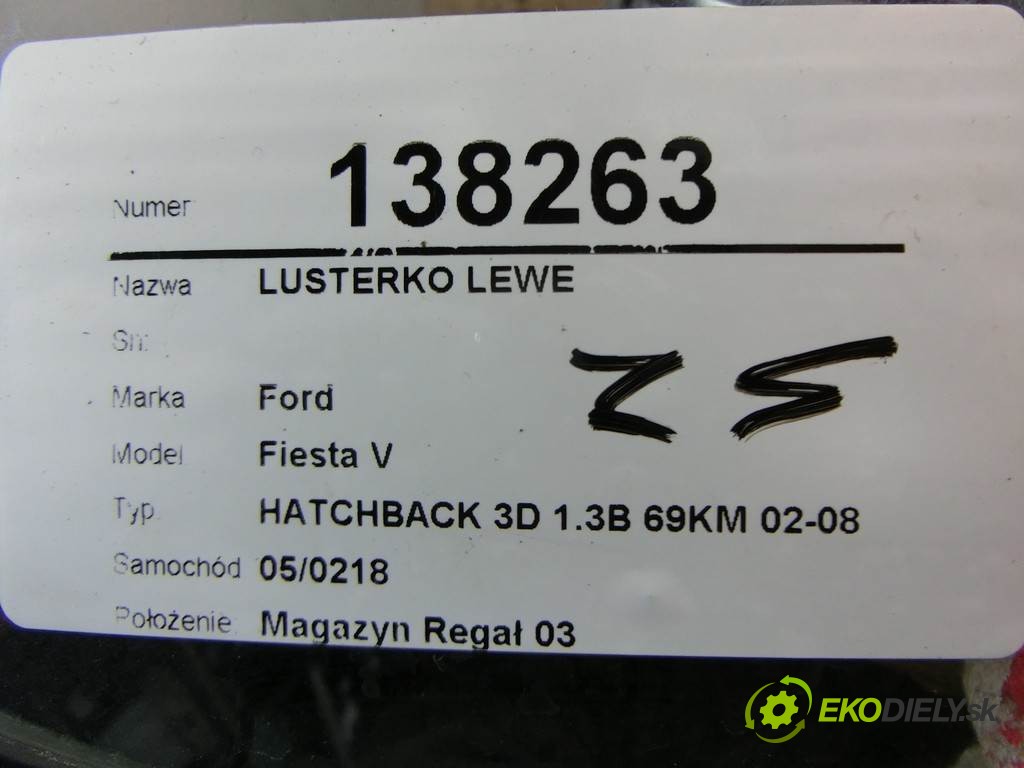 Numer 138263
Nazwa LUSTERKO LEWE
Sn:
ZS
Marka Ford
Model Fiesta V
Typ HATCHBACK 3D 1.3B 69KM 02-08
Samochód 05/0218
Położenie Magazyn Regał 03
EKODIELY.sk